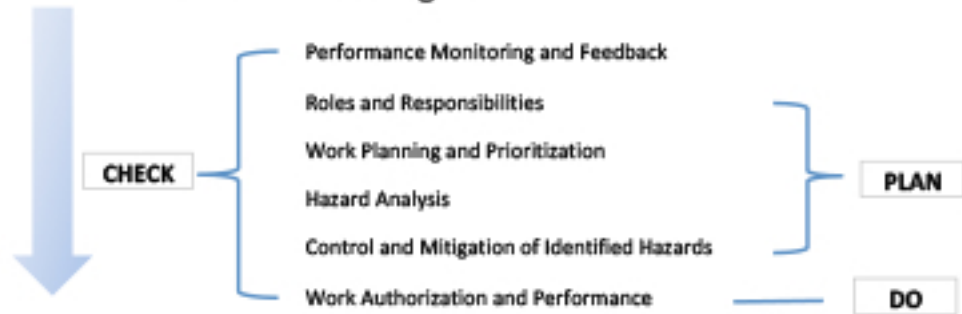 Performance Monitoring and Feedback
Roles and Responsibilities
Work Planning and Prioritization
CHECK
PLAN
Hazard Analysis
Control and Mitigation of Identified Hazards
Work Authorization and Performance
DO